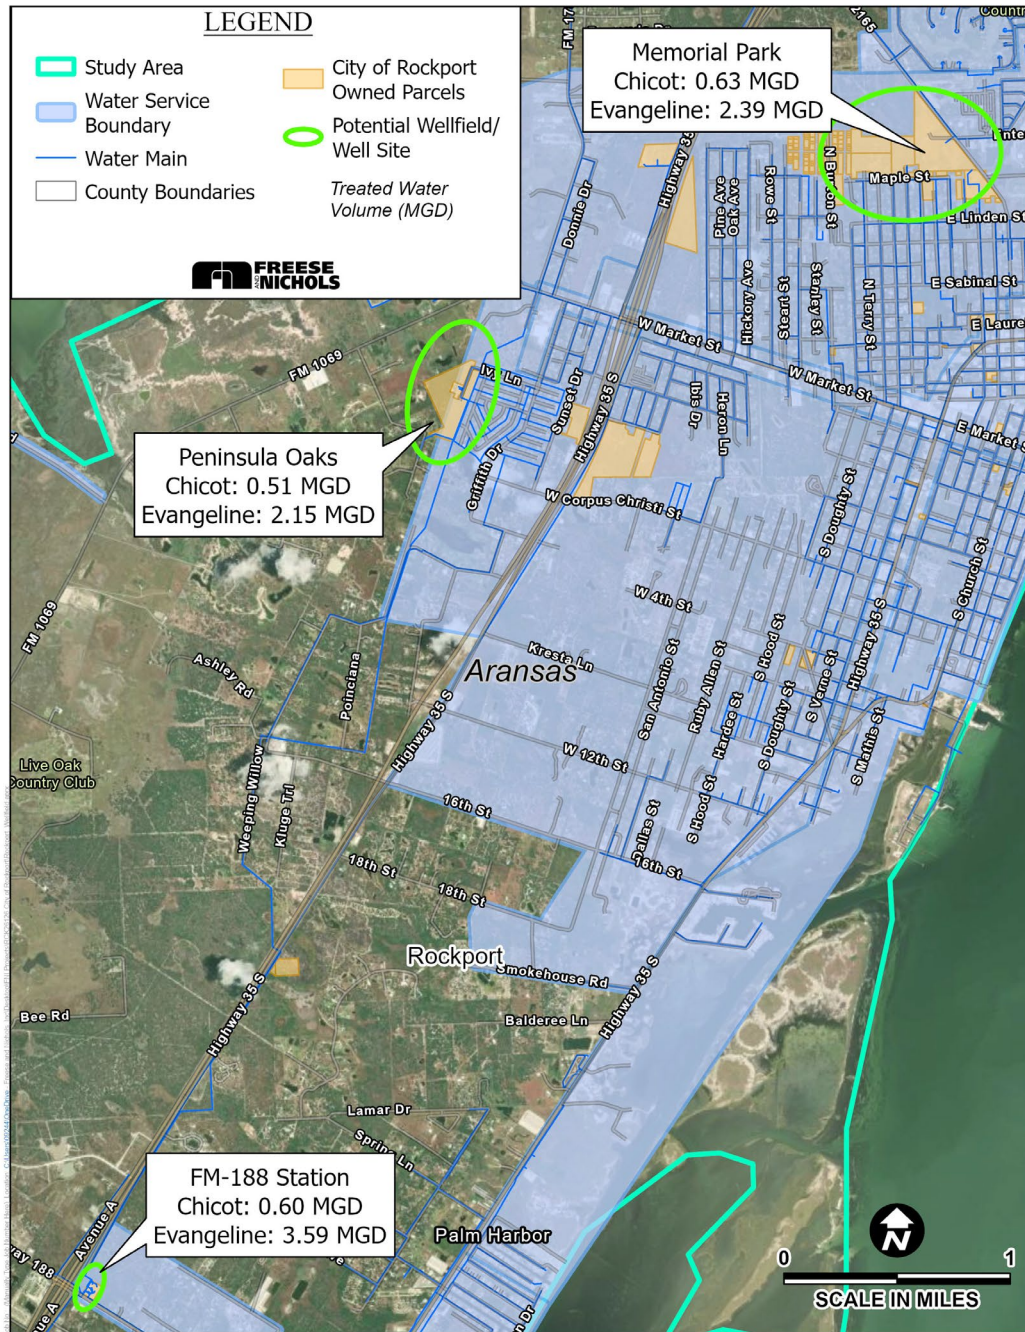 LEGEND
Study Area
Water Service
Boundary
Water Main
County Boundaries
City of Rockport
Owned Parcels
Potential Wellfield/
Well Site
Treated Water
Volume (MGD)
FREESE
AND
NICHOLS
Memorial Park
Chicot: 0.63 MGD
Evangeline: 2.39 MGD
Peninsula Oaks
Chicot: 0.51 MGD
Evangeline: 2.15 MGD
FM-188 Station
Chicot: 0.60 MGD
Evangeline: 3.59 MGD
2165
Donnie Dr
Highway 35 S
Pine Ave
Oak Ave
Rowe St
N Burton St
Maple St
E Linden St
Hickory Ave
Steart St
Stanley St
N Terry St
E Sabinal St
W Market St
W Market St
E Market S
FM 1069
Ivy Ln
Sunset Dr
Highway 35 S
Ibis Dr
Heron Ln
Griffith Dr
W Corpus Christi St
S Doughty St
S Church St
FM 1069
W 4th St
Kresta Ln
Aransas
Ashley Rd
Poinciana
San Antonio St
Ruby Allen St
S Hood St
Hardee St
S Doughty St
S Verne St
Highway 35 S
S Mathis St
Highway 35 S
W 12th St
Live Oak
Country Club
Weeping Willow
Kluge Trl
16th St
Dallas St
S Hood St
16th St
18th St
18th St
Rockport
Smokehouse Rd
Highway 35 S
Highway 35 S
Bee Rd
Balderee Ln
Lamar Dr
Spring Ln
Avenue A
Palm Harbor
N
0
1
SCALE IN MILES